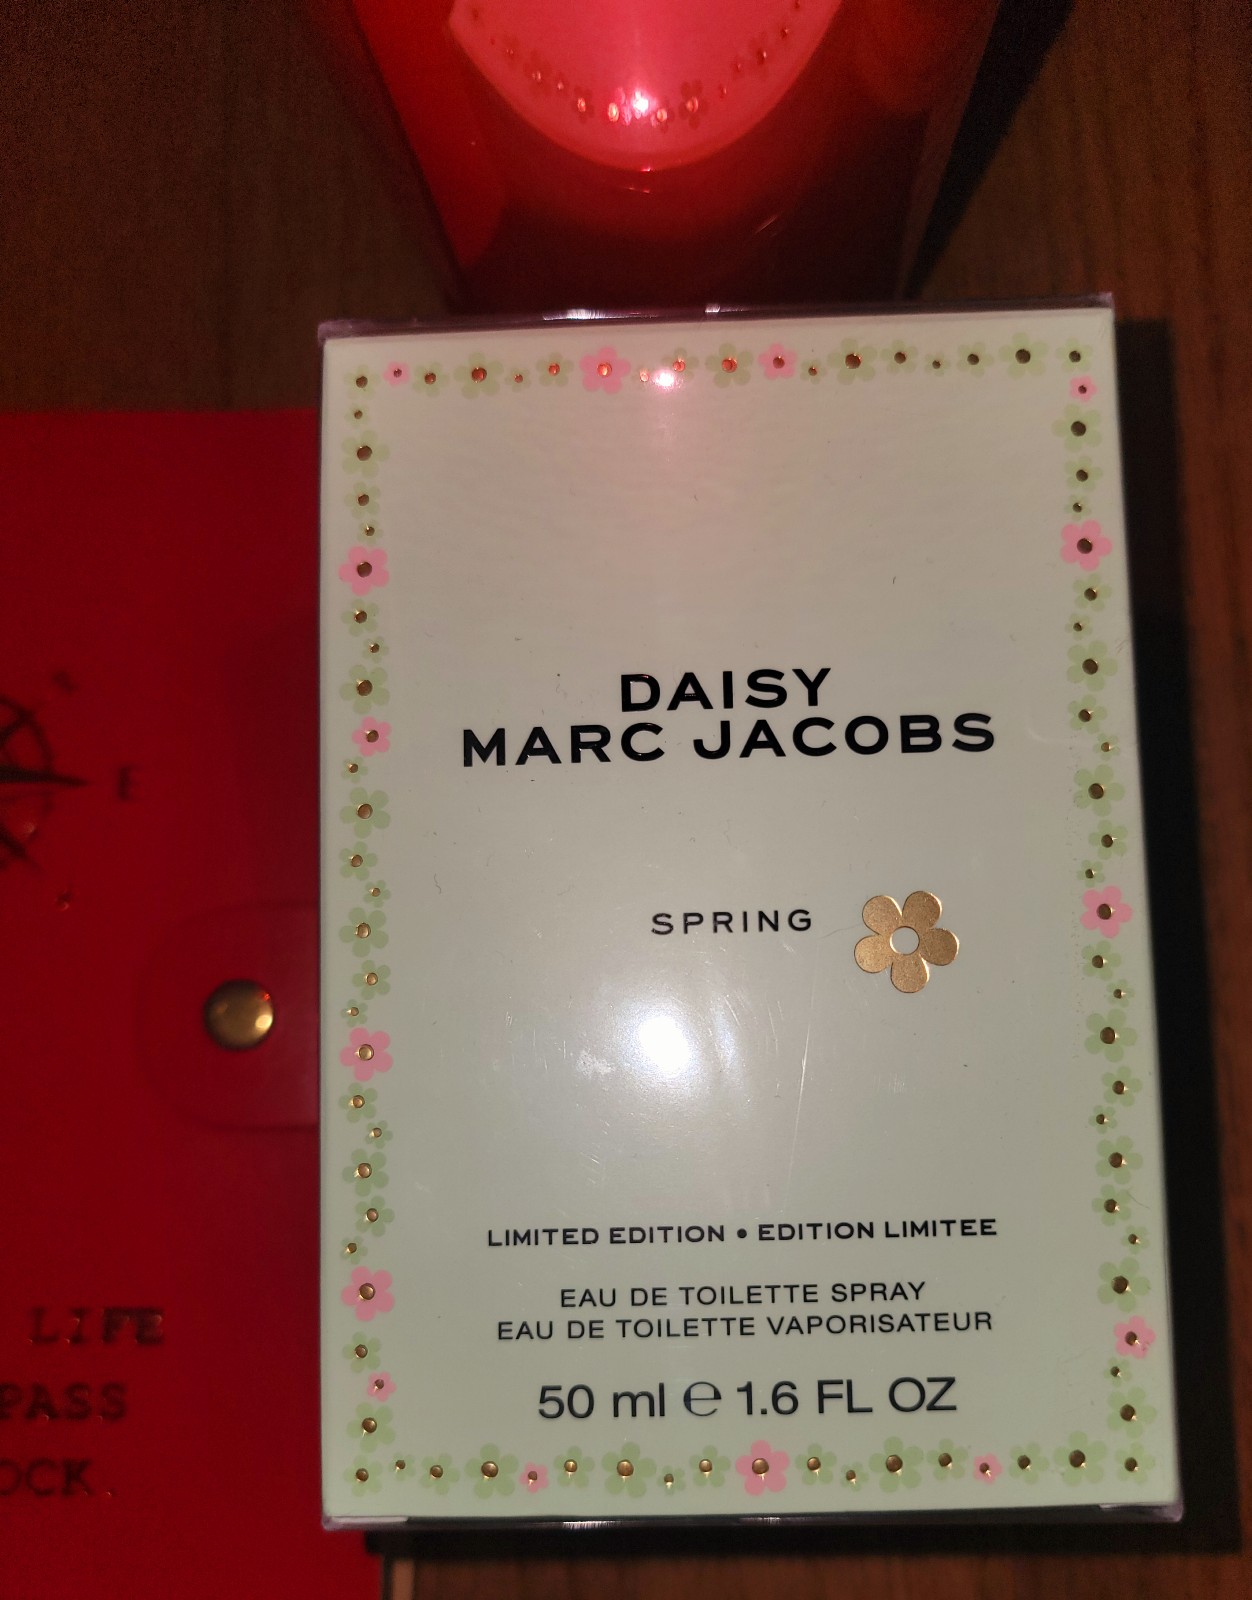 DAISY
MARC JACOBS
SPRING
LIMITED EDITION • EDITION LIMITEE
EAU DE TOILETTE SPRAY
EAU DE TOILETTE VAPORISATEUR
50 ml ℮ 1.6 FL OZ
E
LIFE
PASS
OCK.